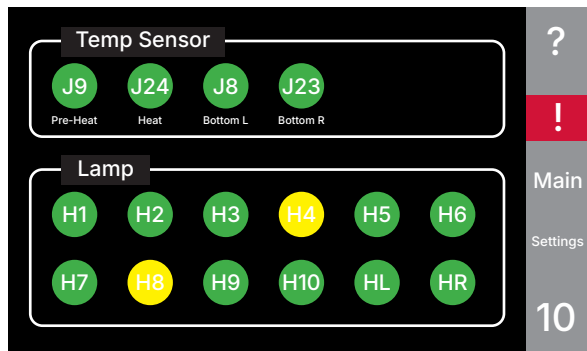 Temp Sensor
J9 J24 J8 J23
Pre-Heat Heat Bottom L Bottom R
Lamp
H1 H2 H3 H4 H5 H6
H7 H8 H9 H10 HL HR
?
!
Main
Settings
10